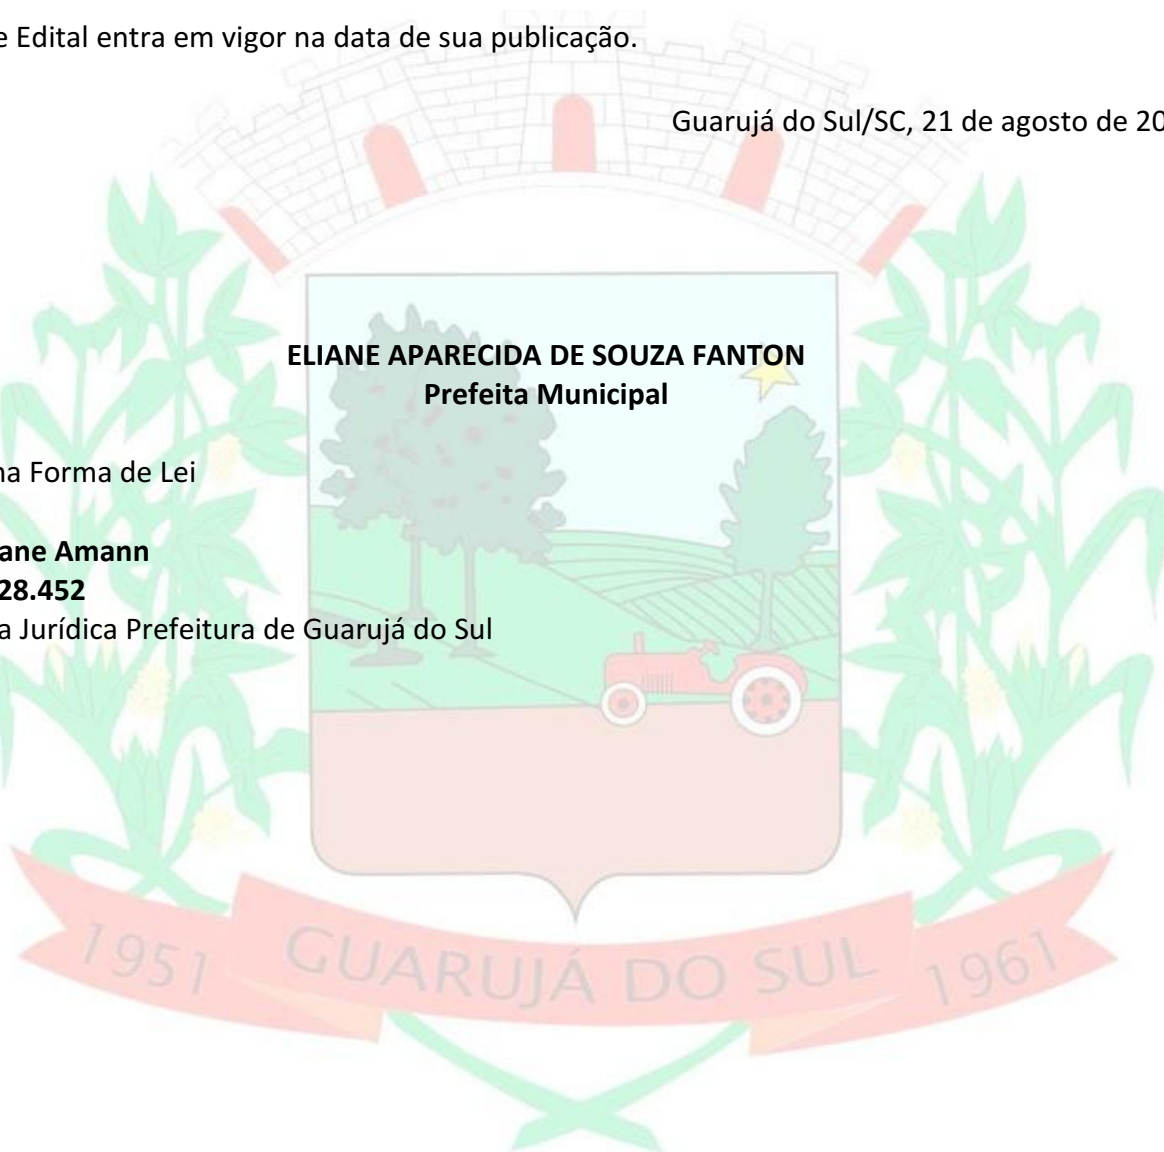 e Edital entra em vigor na data de sua publicação.
Guarujá do Sul/SC, 21 de agosto de 20
ELIANE APARECIDA DE SOUZA FANTON
Prefeita Municipal
na Forma de Lei
ane Amann
28.452
a Jurídica Prefeitura de Guarujá do Sul
1951 GUARUJÁ DO SUL 1961